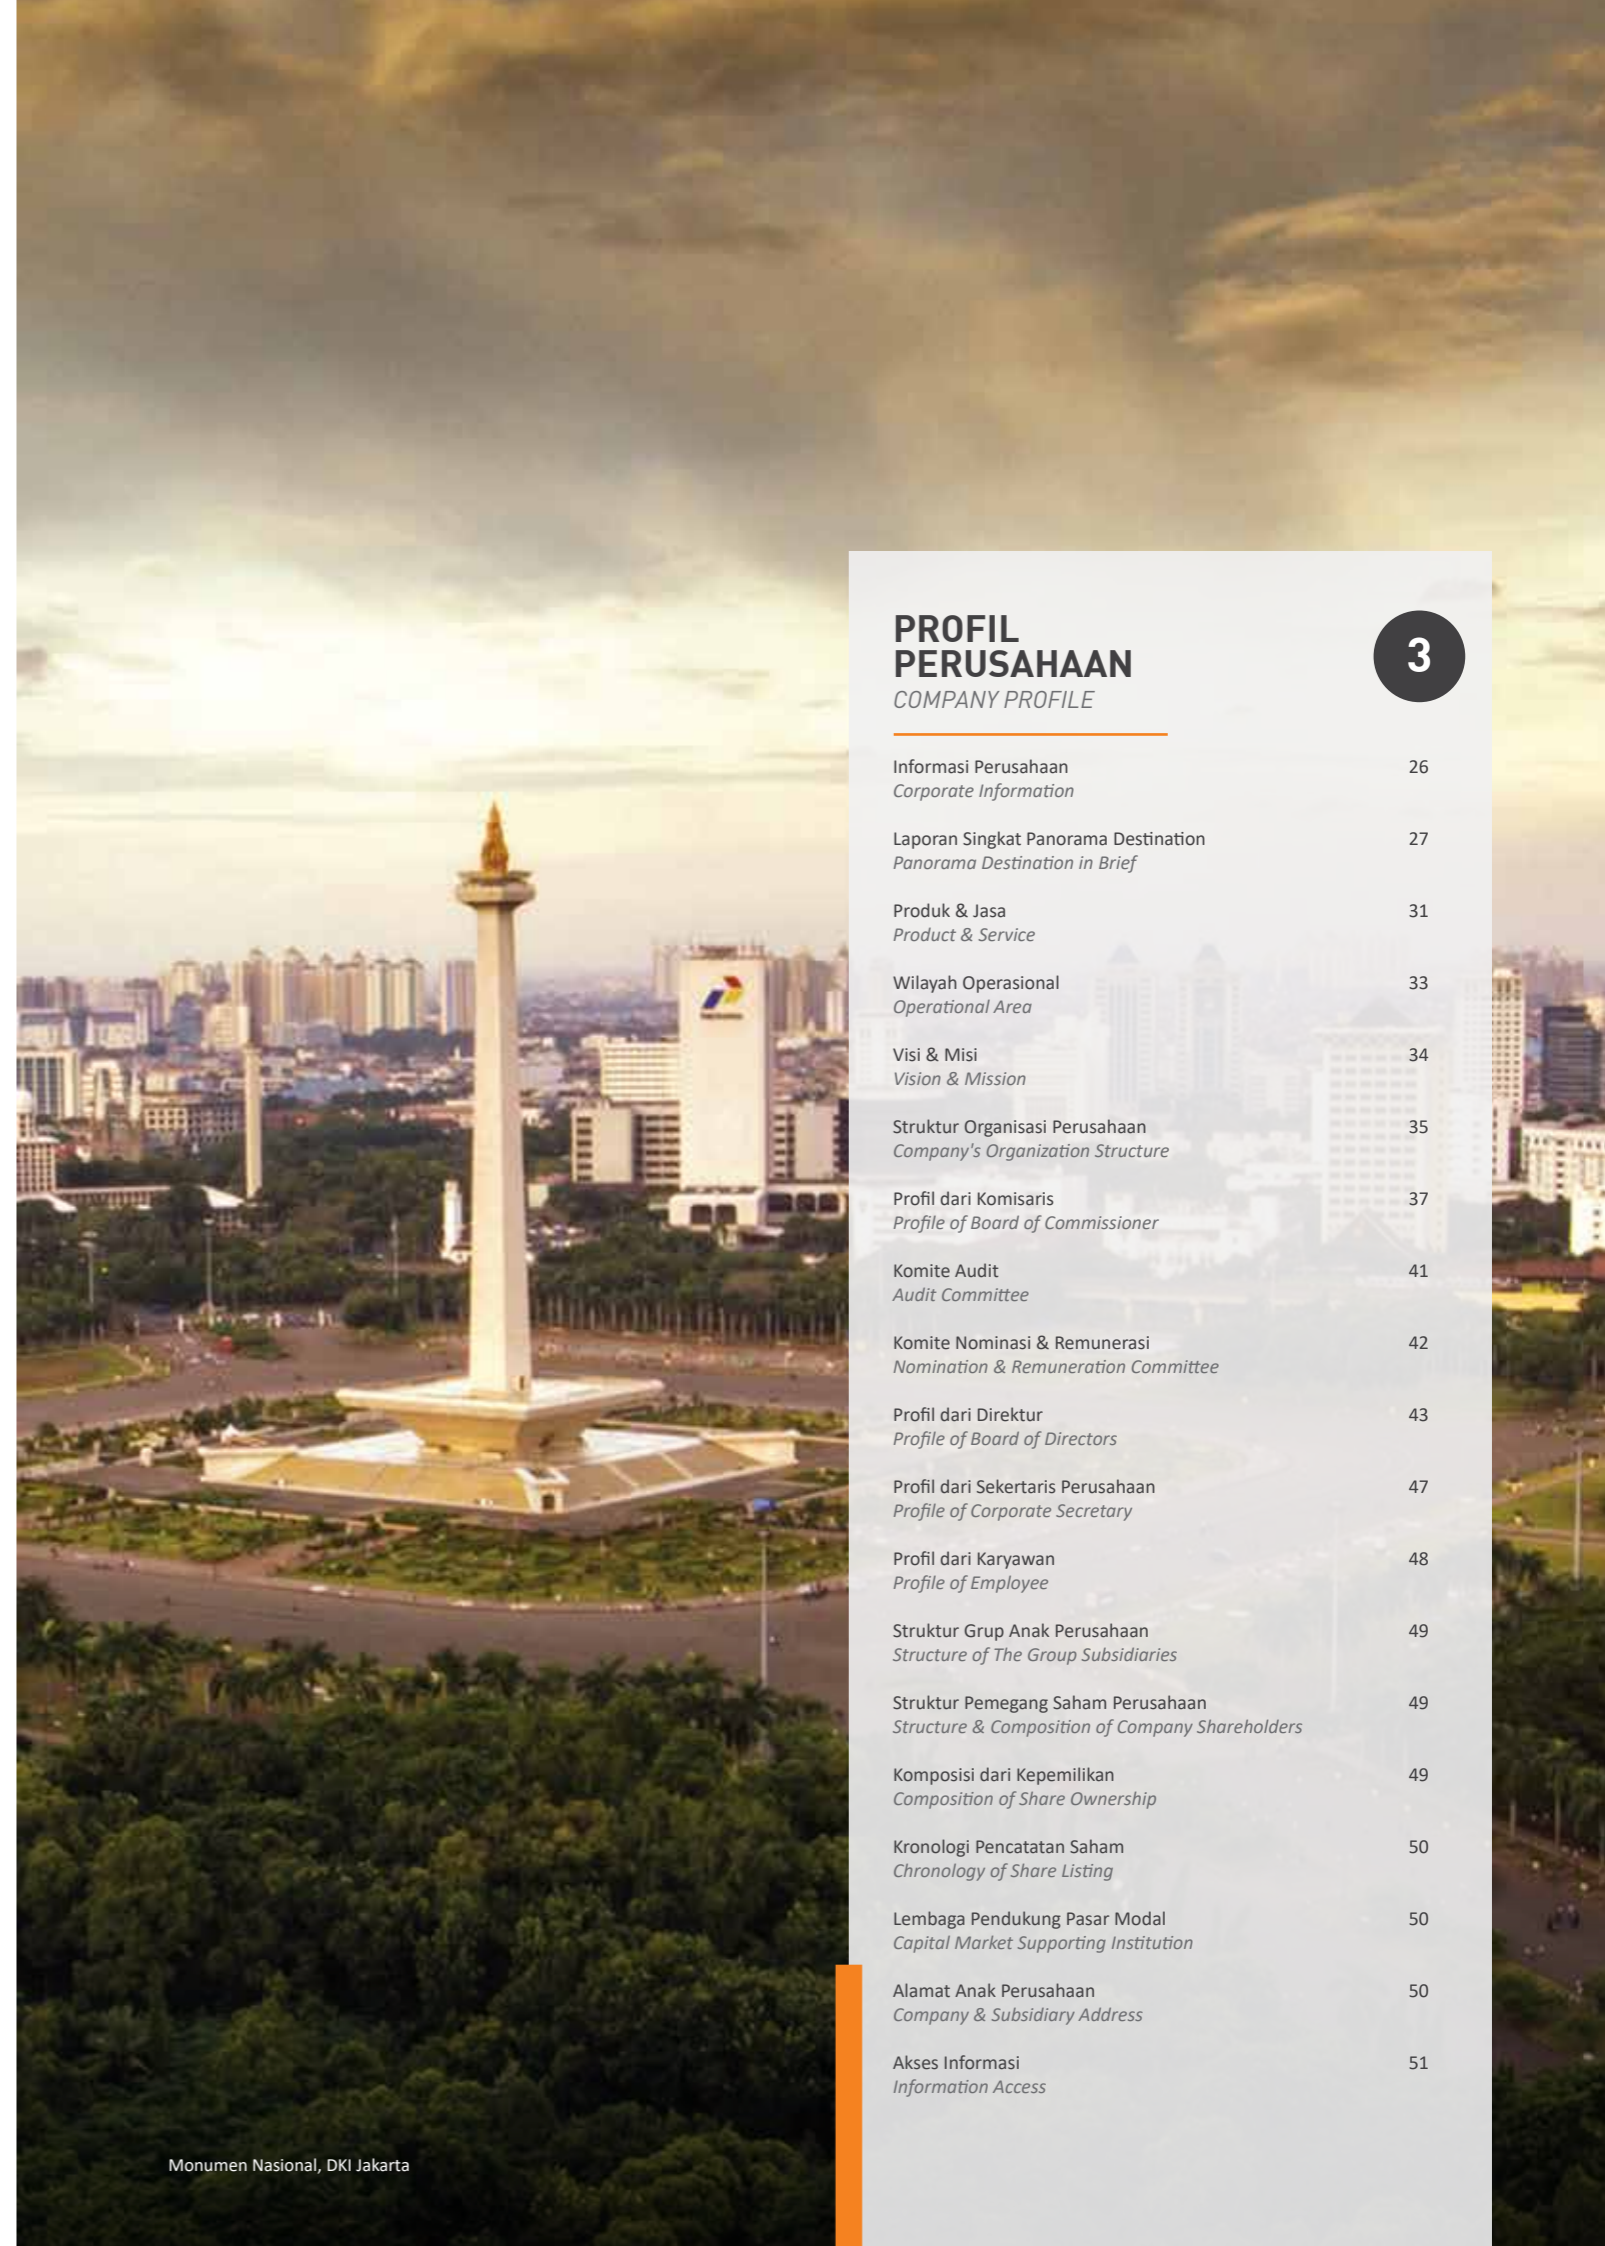 PROFIL
PERUSAHAAN
COMPANY PROFILE
3
Informasi Perusahaan 26
Corporate Information
Laporan Singkat Panorama Destination 27
Panorama Destination in Brief
Produk & Jasa 31
Product & Service
Wilayah Operasional 33
Operational Area
Visi & Misi 34
Vision & Mission
Struktur Organisasi Perusahaan 35
Company's Organization Structure
Profil dari Komisaris 37
Profile of Board of Commissioner
Komite Audit 41
Audit Committee
Komite Nominasi & Remunerasi 42
Nomination & Remuneration Committee
Profil dari Direktur 43
Profile of Board of Directors
Profil dari Sekertaris Perusahaan 47
Profile of Corporate Secretary
Profil dari Karyawan 48
Profile of Employee
Struktur Grup Anak Perusahaan 49
Structure of The Group Subsidiaries
Struktur Pemegang Saham Perusahaan 49
Structure & Composition of Company Shareholders
Komposisi dari Kepemilikan 49
Composition of Share Ownership
Kronologi Pencatatan Saham 50
Chronology of Share Listing
Lembaga Pendukung Pasar Modal 50
Capital Market Supporting Institution
Alamat Anak Perusahaan 50
Company & Subsidiary Address
Akses Informasi 51
Information Access
Monumen Nasional, DKI Jakarta